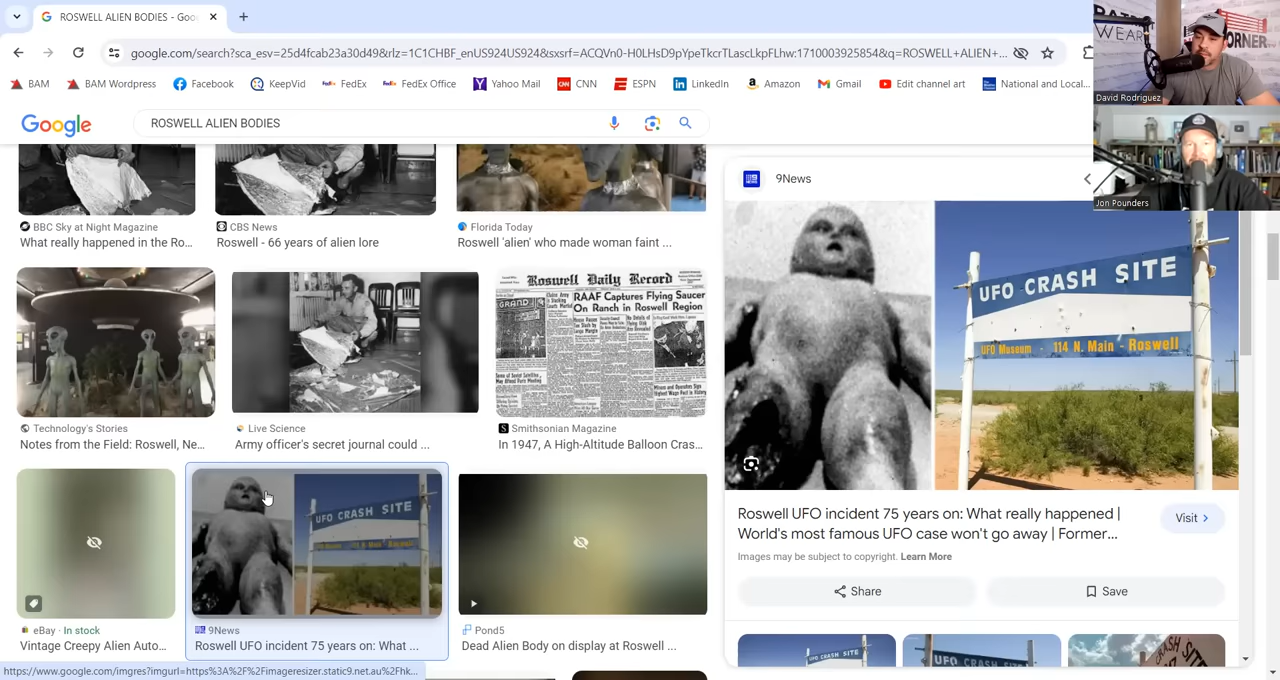 ROSWELL ALIEN BODIES - Goo
google.com/search?sca_esv=25d4fcab23a30d49&rlz=1C1CHBF_enUS924US924&sxsrf=ACQVn0-H0LHsD9pYpeTkcrTLascLkpFLhw:1710003925854&q=ROSWELL+ALIEN+...
BAM
BAM Wordpress
Facebook
KeepVid
FedEx
FedEx Office
Yahoo Mail
CNN
ESPN
LinkedIn
Amazon
Gmail
Edit channel art
National and Local...
WEAR
CORNER
David Rodriguez
Jon Pounders
Google
ROSWELL ALIEN BODIES
BBC Sky at Night Magazine
What really happened in the Ro...
CBS News
Roswell - 66 years of alien lore
Florida Today
Roswell 'alien' who made woman faint ...
Roswell Daily Record
RAAF Captures Flying Saucer
On Ranch in Roswell Region
Technology's Stories
Notes from the Field: Roswell, Ne...
Live Science
Army officer's secret journal could ...
Smithsonian Magazine
In 1947, A High-Altitude Balloon Cras...
UFO CRASH SITE
eBay · In stock
Vintage Creepy Alien Auto...
9News
Roswell UFO incident 75 years on: What ...
Pond5
Dead Alien Body on display at Roswell ...
https://www.google.com/imgres?imgurl=https%3A%2F%2Fimageresizer.static9.net.au%2Fhk...
9News
UFO CRASH SITE
UFO Museum - 114 N. Main - Roswell
Roswell UFO incident 75 years on: What really happened |
World's most famous UFO case won't go away | Former...
Visit
Images may be subject to copyright. Learn More
Share
Save
CRASH SITE
CRASH SITE
CRASH SITE